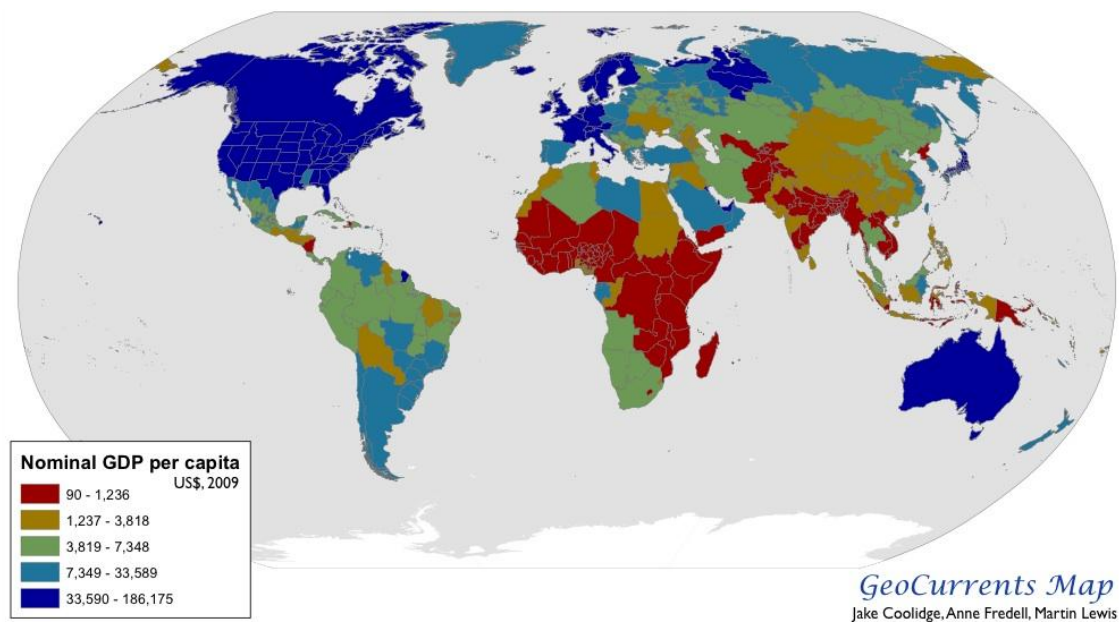 Nominal GDP per capita
US$, 2009
90 - 1,236
1,237 - 3,818
3,819 - 7,348
7,349 - 33,589
33,590 - 186,175
GeoCurrents Map
Jake Coolidge, Anne Fredell, Martin Lewis